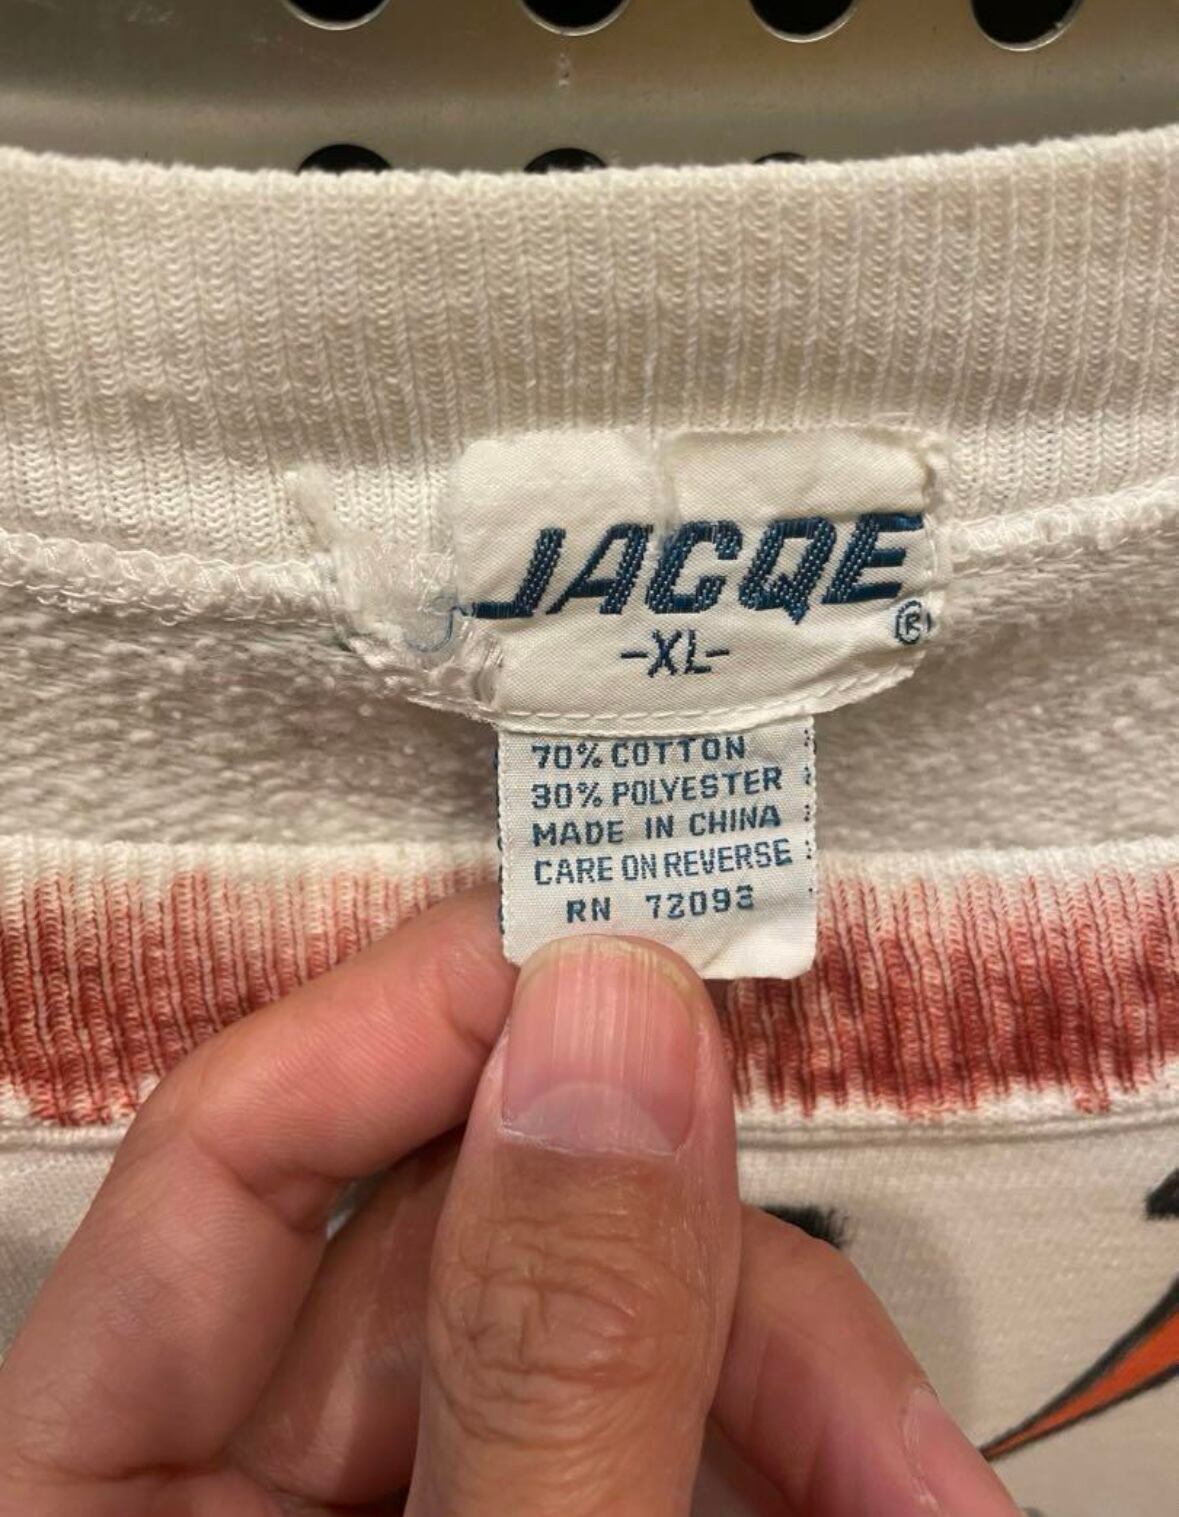 JACQE
®
-XL-
70% COTTON
30% POLYESTER
MADE IN CHINA
CARE ON REVERSE
RN 72093